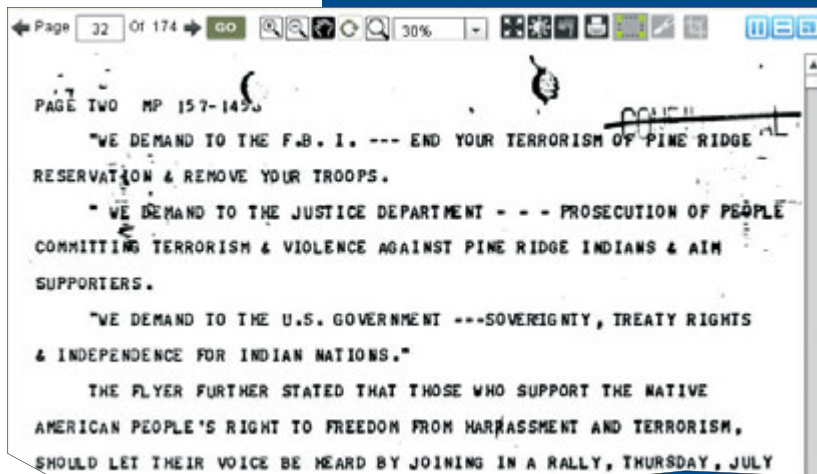 Page 32 Of 174 GO 30%
PAGE TWO MP 157-
"WE DEMAND TO THE F.B. I. --- END YOUR TERRORISM OF PINE RIDGE
RESERVATION & REMOVE YOUR TROOPS.
" WE DEMAND TO THE JUSTICE DEPARTMENT - - - PROSECUTION OF PEOPLE
COMMITTING TERRORISM & VIOLENCE AGAINST PINE RIDGE INDIANS & AIM
SUPPORTERS.
"WE DEMAND TO THE U.S. GOVERNMENT ---SOVEREIGNTY, TREATY RIGHTS
& INDEPENDENCE FOR INDIAN NATIONS."
THE FLYER FURTHER STATED THAT THOSE WHO SUPPORT THE NATIVE
AMERICAN PEOPLE'S RIGHT TO FREEDOM FROM HARRASSMENT AND TERRORISM,
SHOULD LET THEIR VOICE BE HEARD BY JOINING IN A RALLY, THURSDAY, JULY